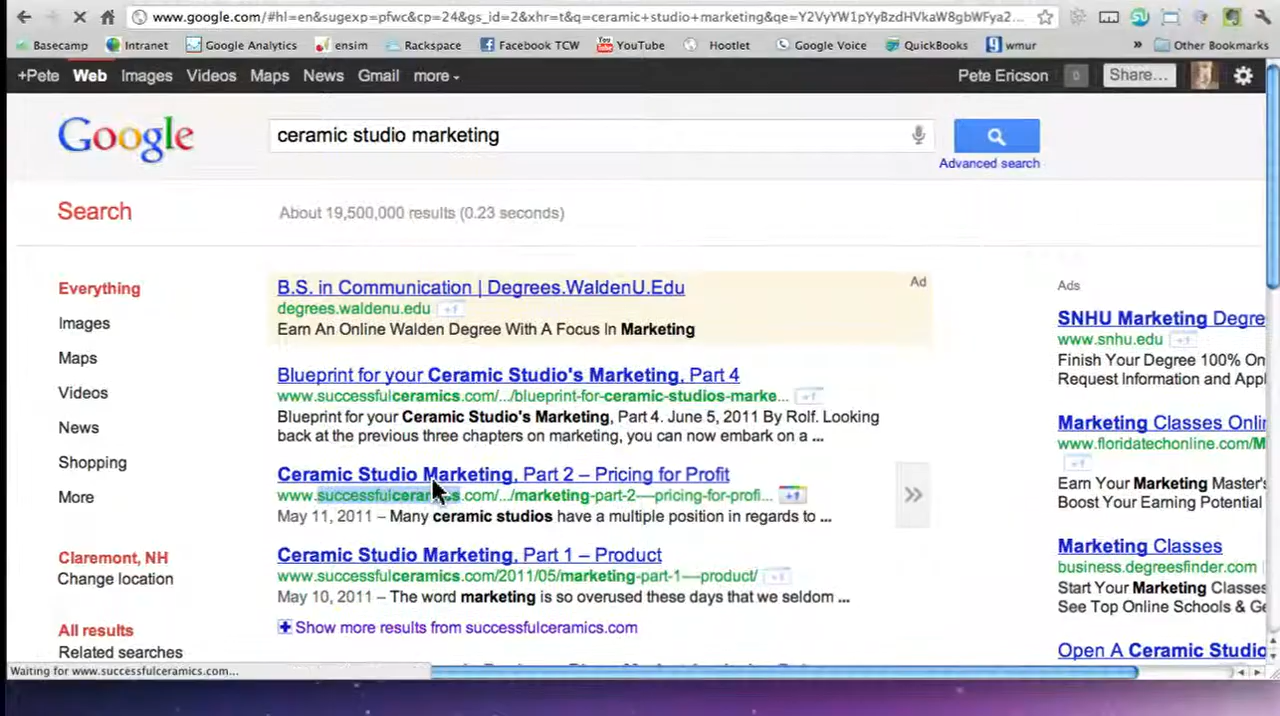 www.google.com/#hl=en&sugexp=pfwc&cp=24&gs_id=2&xhr=t&q=ceramic+studio+marketing&qe=Y2VyYW1pYyBzdHVkaW8gbWFya2...
Basecamp Intranet Google Analytics ensim Rackspace Facebook TCW YouTube Hootlet Google Voice QuickBooks wmur » Other Bookmarks
+Pete Web Images Videos Maps News Gmail more
Pete Ericson 0 Share...
Google
ceramic studio marketing
Advanced search
Search
About 19,500,000 results (0.23 seconds)
Everything
Images
Maps
Videos
News
Shopping
More
Claremont, NH
Change location
All results
Related searches
B.S. in Communication | Degrees.WaldenU.Edu
Ad
degrees.waldenu.edu +1
Earn An Online Walden Degree With A Focus In Marketing
Blueprint for your Ceramic Studio's Marketing, Part 4
www.successfulceramics.com/.../blueprint-for-ceramic-studios-marke... +1
Blueprint for your Ceramic Studio's Marketing, Part 4. June 5, 2011 By Rolf. Looking
back at the previous three chapters on marketing, you can now embark on a ...
Ceramic Studio Marketing, Part 2 – Pricing for Profit
www.successfulceramics.com/.../marketing-part-2—pricing-for-profi... +1
May 11, 2011 – Many ceramic studios have a multiple position in regards to ...
»
Ceramic Studio Marketing, Part 1 – Product
www.successfulceramics.com/2011/05/marketing-part-1—product/ +1
May 10, 2011 – The word marketing is so overused these days that we seldom ...
Show more results from successfulceramics.com
Ads
SNHU Marketing Degre
www.snhu.edu +1
Finish Your Degree 100% On
Request Information and Appl
Marketing Classes Onli
www.floridatechonline.com/M
+1
Earn Your Marketing Master's
Boost Your Earning Potential
Marketing Classes
business.degreesfinder.com
Start Your Marketing Classes
See Top Online Schools & Ge
Open A Ceramic Studio
Waiting for www.successfulceramics.com...